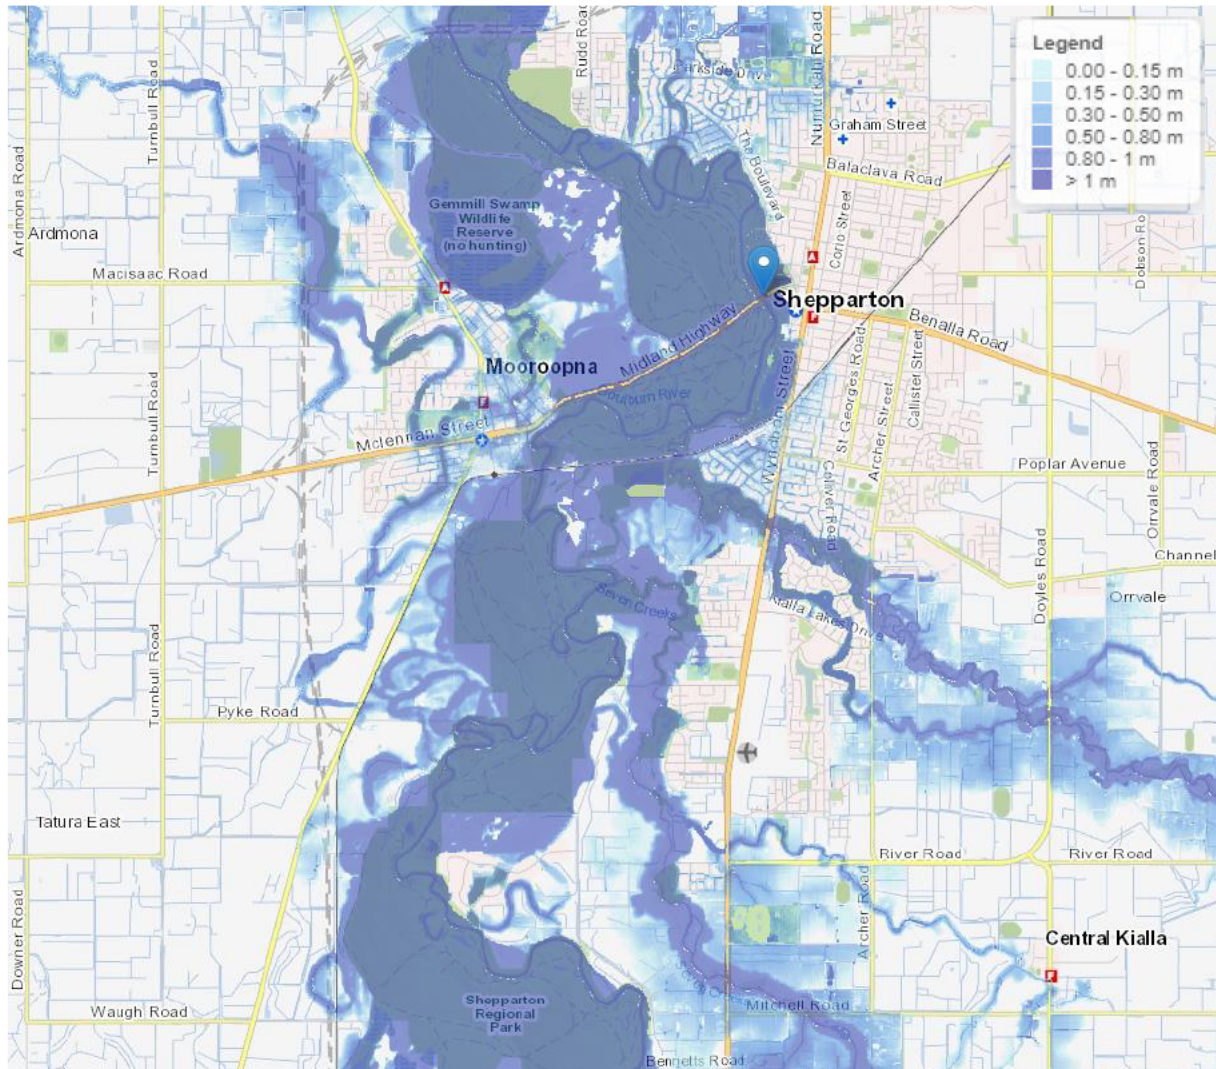 Legend
0.00 - 0.15 m
0.15 - 0.30 m
0.30 - 0.50 m
0.50 - 0.80 m
0.80 - 1 m
> 1 m
Rudd Road
Numurkah Road
Parkside Drive
Graham Street
The Boulevard
Balaclava Road
Turnbull Road
Ardmona Road
Ardmona
Gemmill Swamp
Wildlife
Reserve
(no hunting)
Corio Street
Dobson Ro
Macisaac Road
Shepparton
Midland Highway
Benalla Road
Mooroopna
Goulburn River
Wyndham Street
St Georges Road
Archer Street
Callister Street
Turnbull Road
Mclennan Street
Poplar Avenue
Colliver Road
Doyles Road
Orrvale Road
Channel
Seven Creeks
Kialla Lakes Drive
Orrvale
Turnbull Road
Pyke Road
Tatura East
River Road
River Road
Archer Road
Downer Road
Central Kialla
Mitchell Road
Shepparton
Regional
Park
Waugh Road
Bennetts Road